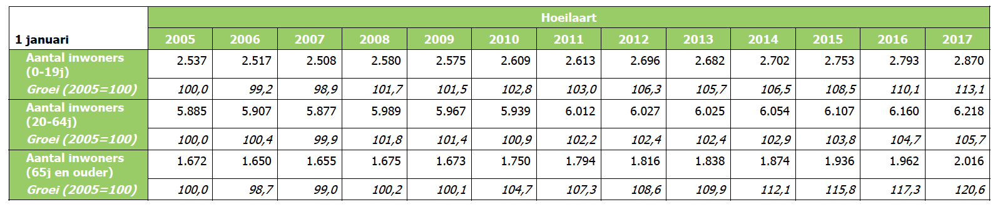 Hoeilaart
1 januari 2005 2006 2007 2008 2009 2010 2011 2012 2013 2014 2015 2016 2017
Aantal inwoners
(0-19j) 2.537 2.517 2.508 2.580 2.575 2.609 2.613 2.696 2.682 2.702 2.753 2.793 2.870
Groei (2005=100) 100,0 99,2 98,9 101,7 101,5 102,8 103,0 106,3 105,7 106,5 108,5 110,1 113,1
Aantal inwoners
(20-64j) 5.885 5.907 5.877 5.989 5.967 5.939 6.012 6.027 6.025 6.054 6.107 6.160 6.218
Groei (2005=100) 100,0 100,4 99,9 101,8 101,4 100,9 102,2 102,4 102,4 102,9 103,8 104,7 105,7
Aantal inwoners
(65j en ouder) 1.672 1.650 1.655 1.675 1.673 1.750 1.794 1.816 1.838 1.874 1.936 1.962 2.016
Groei (2005=100) 100,0 98,7 99,0 100,2 100,1 104,7 107,3 108,6 109,9 112,1 115,8 117,3 120,6